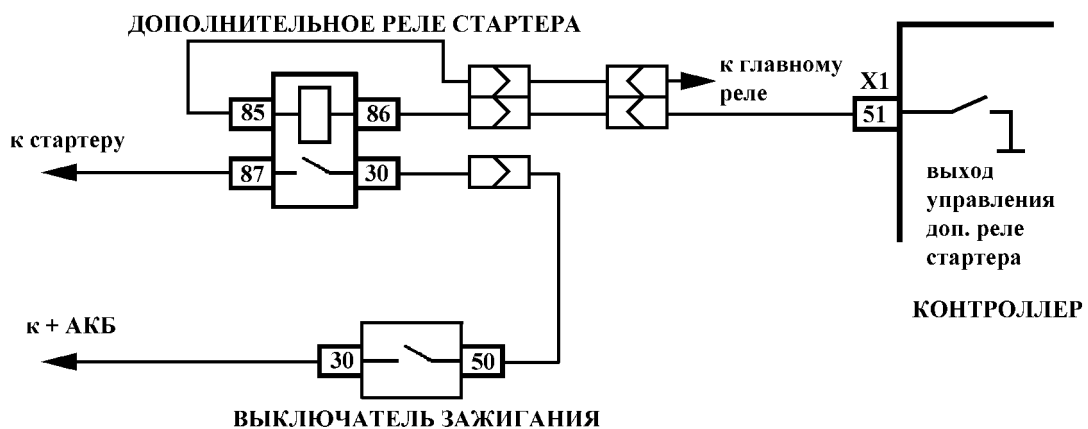 ДОПОЛНИТЕЛЬНОЕ РЕЛЕ СТАРТЕРА
к главному
реле
X1
85
86
51
к стартеру
87
30
выход
управления
доп. реле
стартера
КОНТРОЛЛЕР
к + АКБ
30
50
ВЫКЛЮЧАТЕЛЬ ЗАЖИГАНИЯ